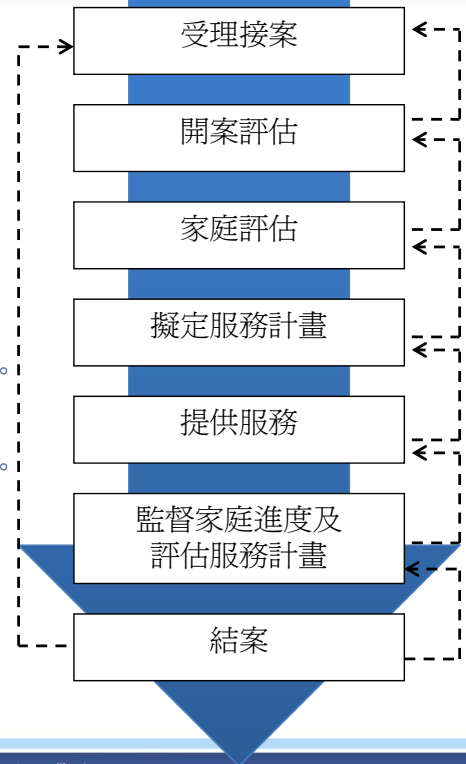 受理接案
開案評估
家庭評估
擬定服務計畫
。
提供服務
。
監督家庭進度及
評估服務計畫
結案